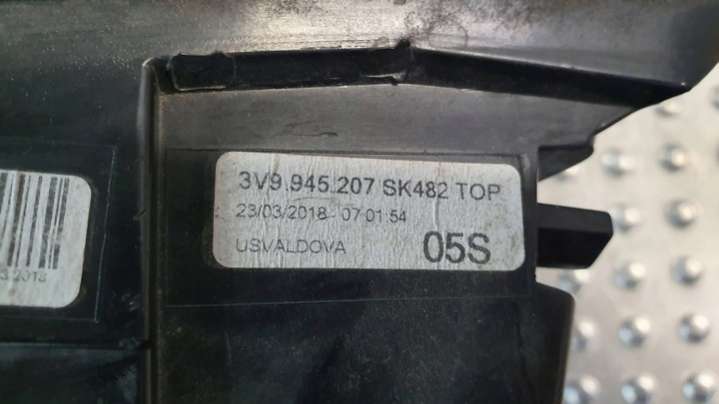 3V9.945.207 SK482 TOP
23/03/2018 - 07:01:54
USVALDOVA
05S